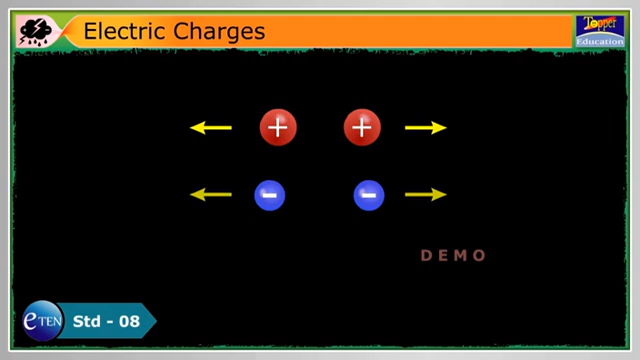 Electric Charges
Topper
Education
+ +
- -
DEMO
eTEN
Std - 08